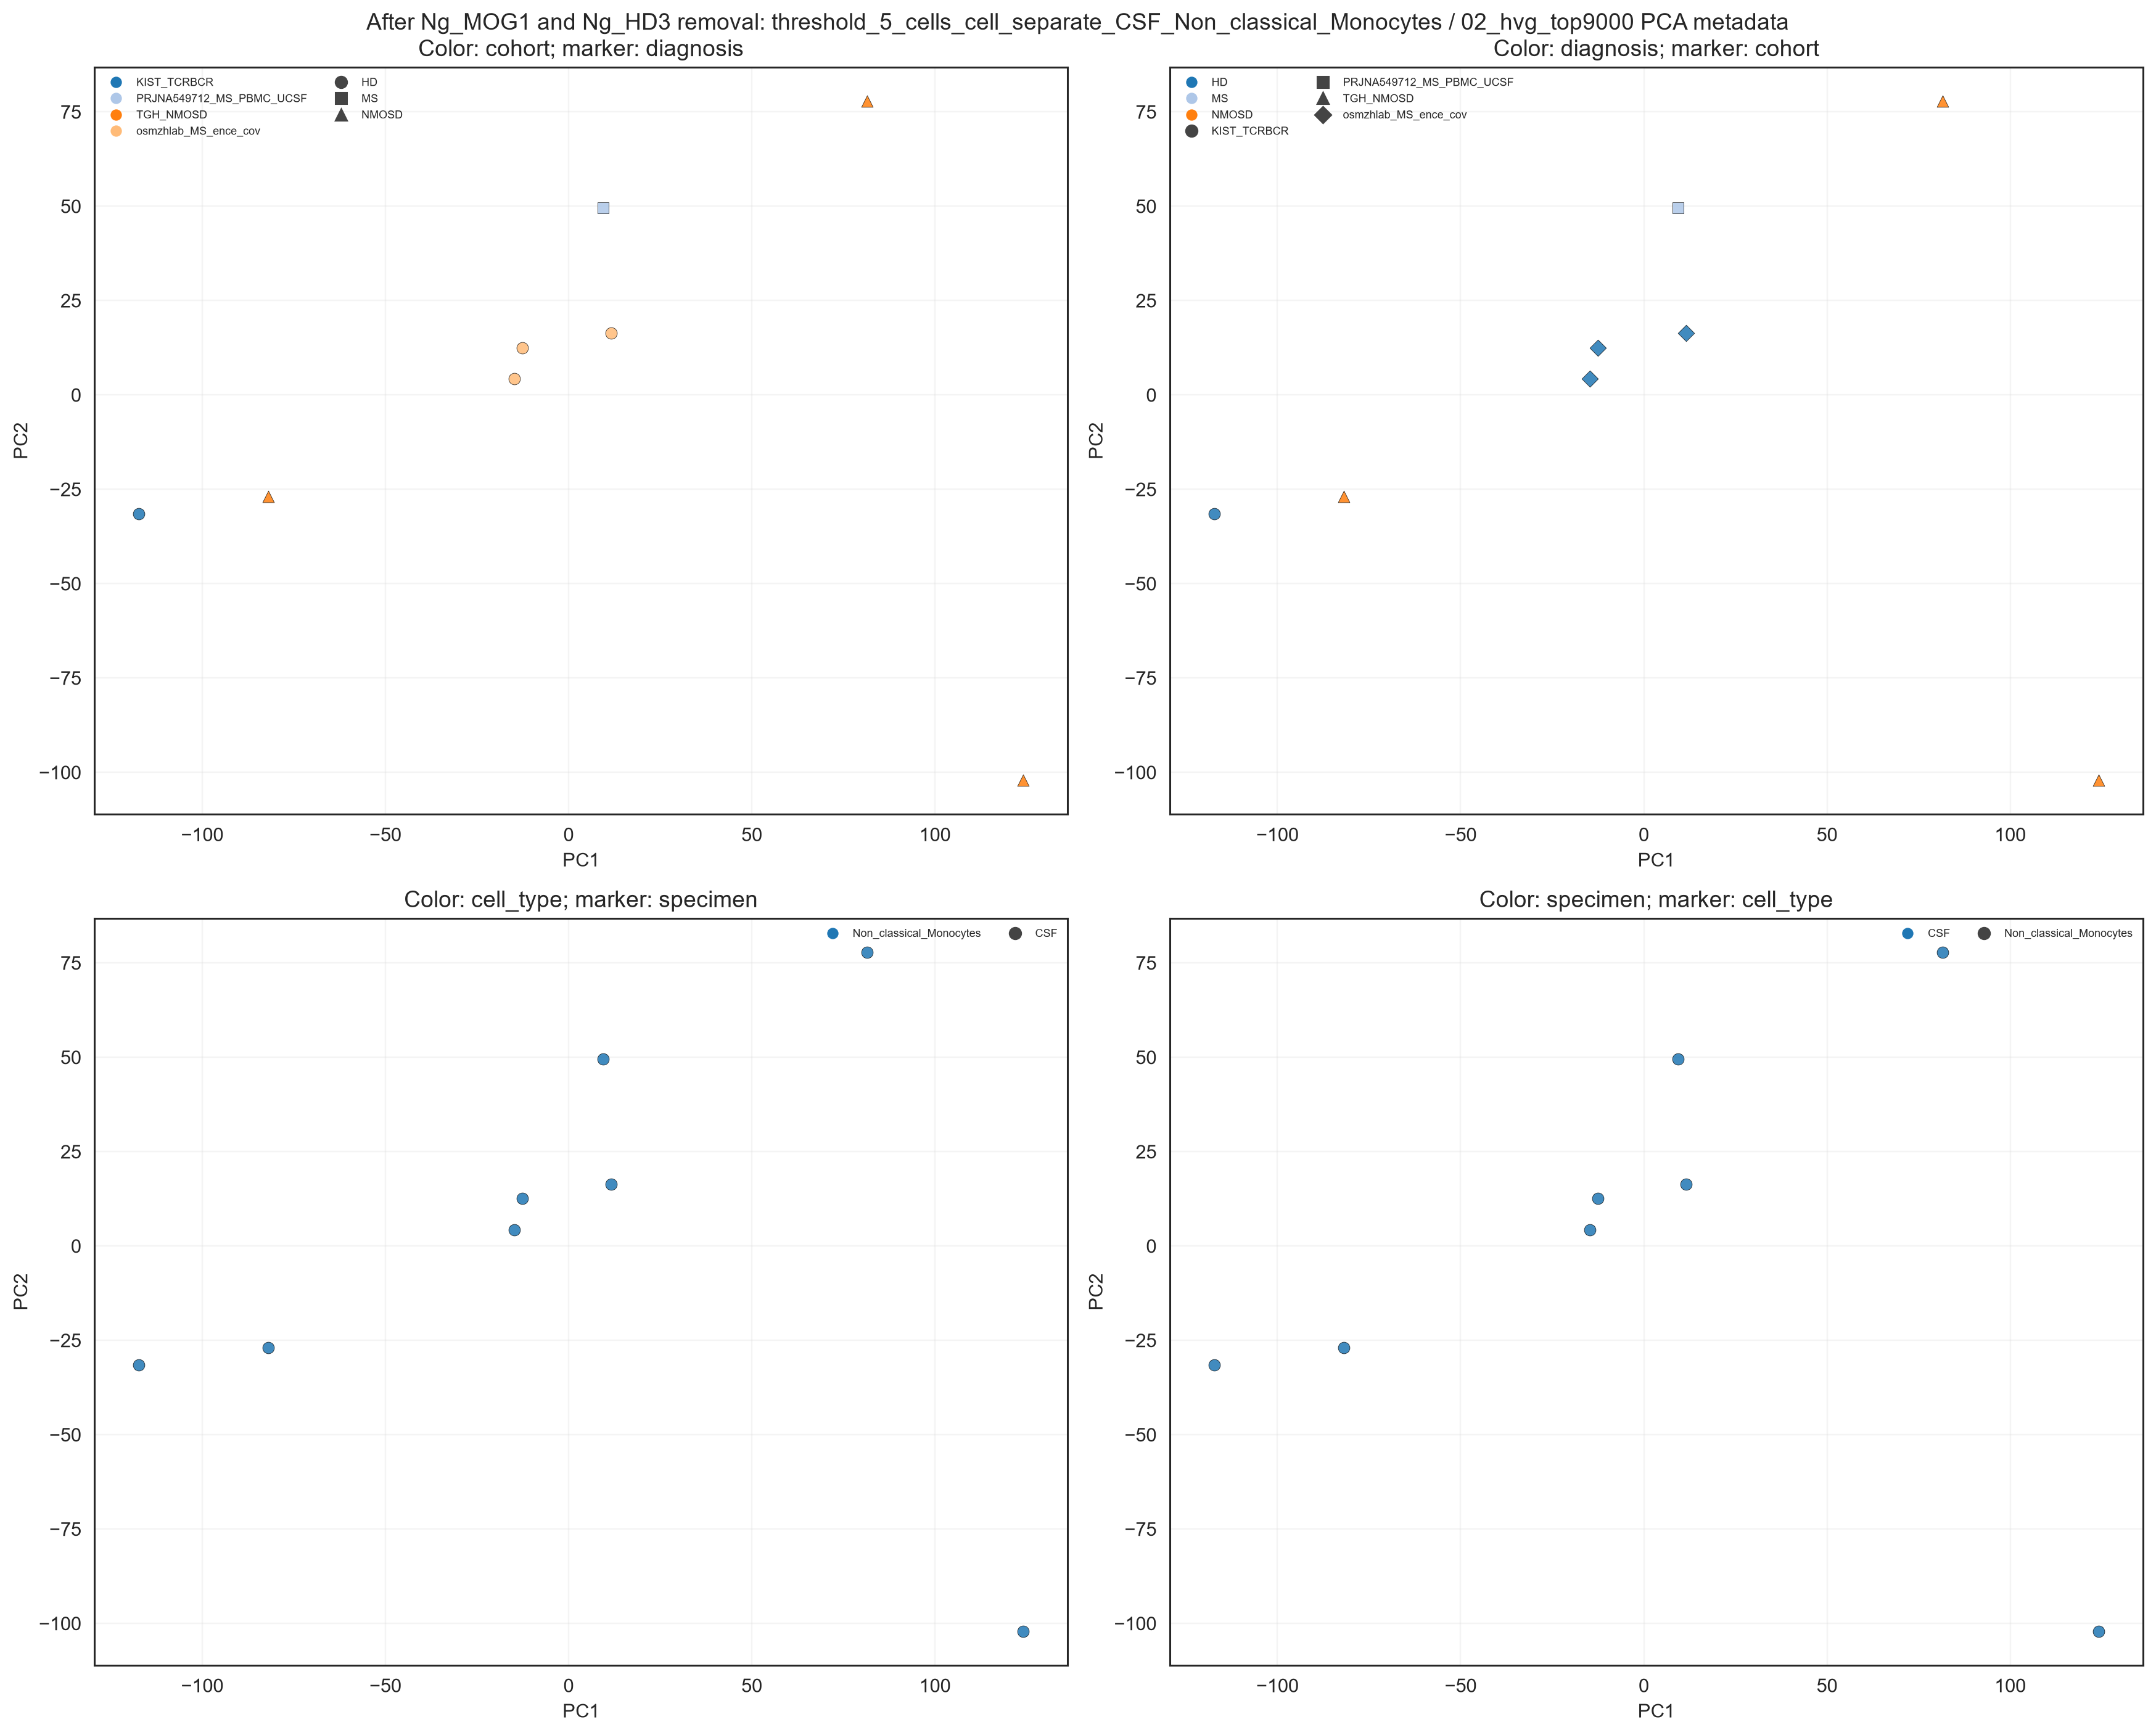 After Ng_MOG1 and Ng_HD3 removal: threshold_5_cells_cell_separate_CSF_Non_classical_Monocytes / 02_hvg_top9000 PCA metadata
Color: cohort; marker: diagnosis
KIST_TCRBCR
PRJNA549712_MS_PBMC_UCSF
TGH_NMOSD
osmzhlab_MS_ence_cov
HD
MS
NMOSD
75
50
25
0
−25
−50
−75
−100
PC2
−100
−50
0
50
100
PC1
Color: diagnosis; marker: cohort
HD
MS
NMOSD
KIST_TCRBCR
PRJNA549712_MS_PBMC_UCSF
TGH_NMOSD
osmzhlab_MS_ence_cov
75
50
25
0
−25
−50
−75
−100
PC2
−100
−50
0
50
100
PC1
Color: cell_type; marker: specimen
Non_classical_Monocytes
CSF
75
50
25
0
−25
−50
−75
−100
PC2
−100
−50
0
50
100
PC1
Color: specimen; marker: cell_type
CSF
Non_classical_Monocytes
75
50
25
0
−25
−50
−75
−100
PC2
−100
−50
0
50
100
PC1